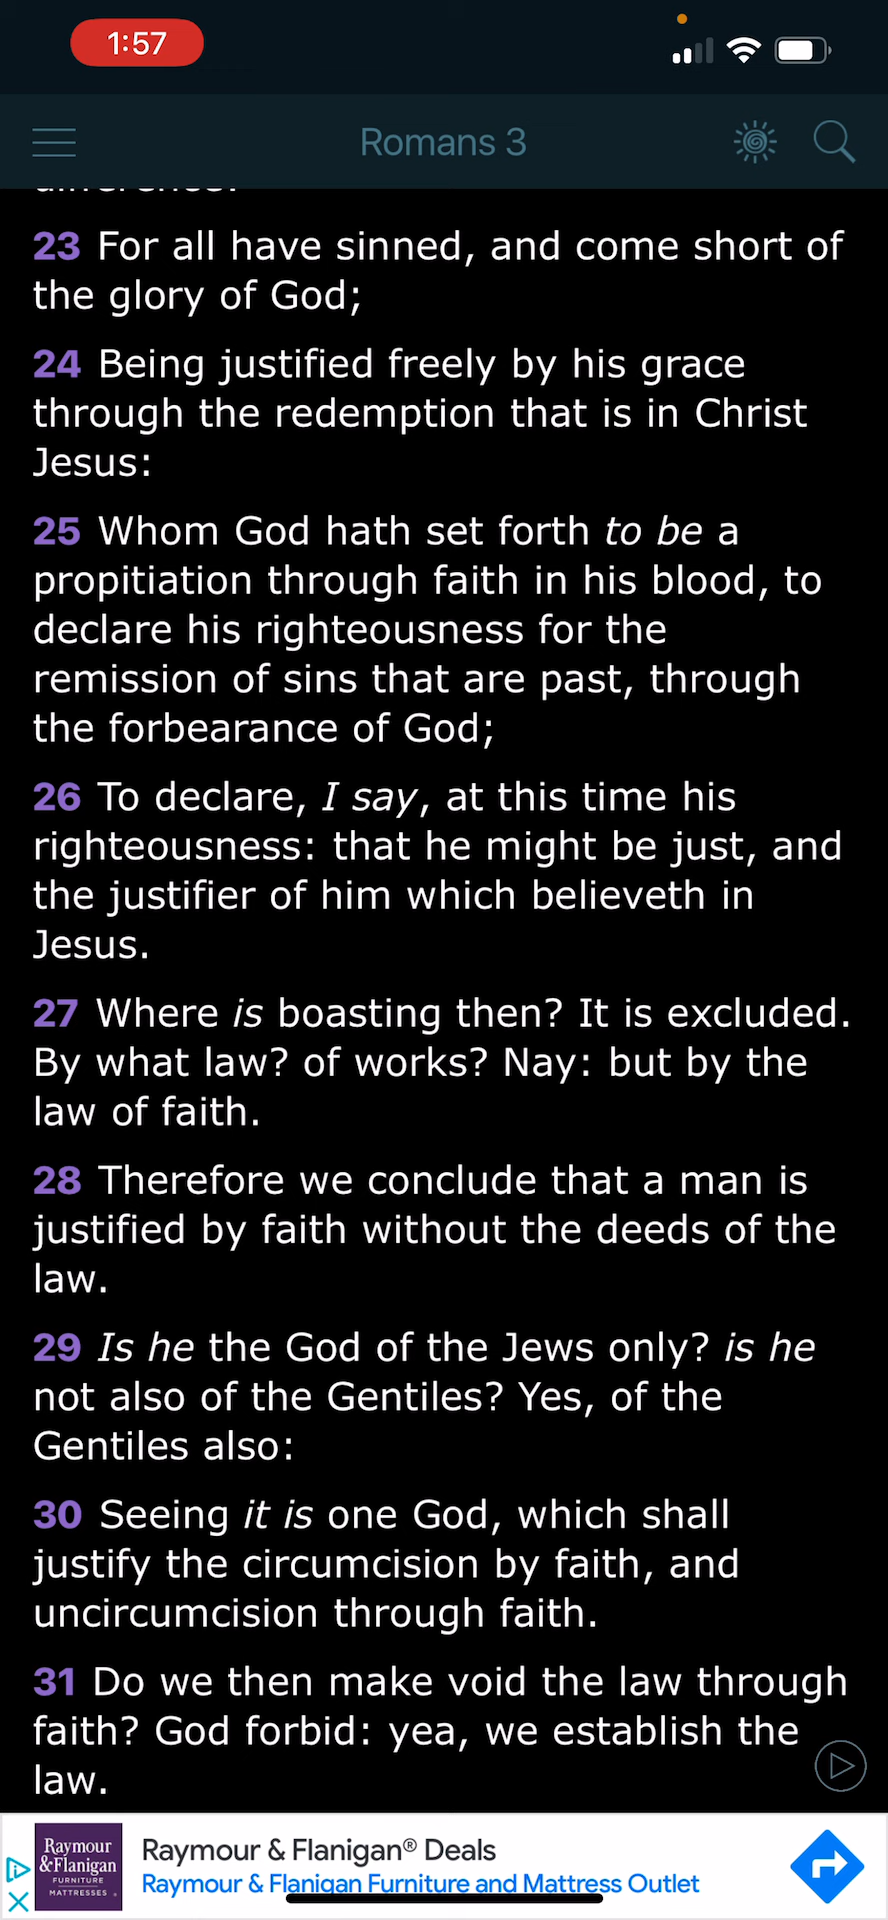 1:57
Romans 3
difference:
23 For all have sinned, and come short of
the glory of God;
24 Being justified freely by his grace
through the redemption that is in Christ
Jesus:
25 Whom God hath set forth to be a
propitiation through faith in his blood, to
declare his righteousness for the
remission of sins that are past, through
the forbearance of God;
26 To declare, I say, at this time his
righteousness: that he might be just, and
the justifier of him which believeth in
Jesus.
27 Where is boasting then? It is excluded.
By what law? of works? Nay: but by the
law of faith.
28 Therefore we conclude that a man is
justified by faith without the deeds of the
law.
29 Is he the God of the Jews only? is he
not also of the Gentiles? Yes, of the
Gentiles also:
30 Seeing it is one God, which shall
justify the circumcision by faith, and
uncircumcision through faith.
31 Do we then make void the law through
faith? God forbid: yea, we establish the
law.
Raymour
&Flanigan
FURNITURE
MATTRESSES
Raymour & Flanigan® Deals
Raymour & Flanigan Furniture and Mattress Outlet